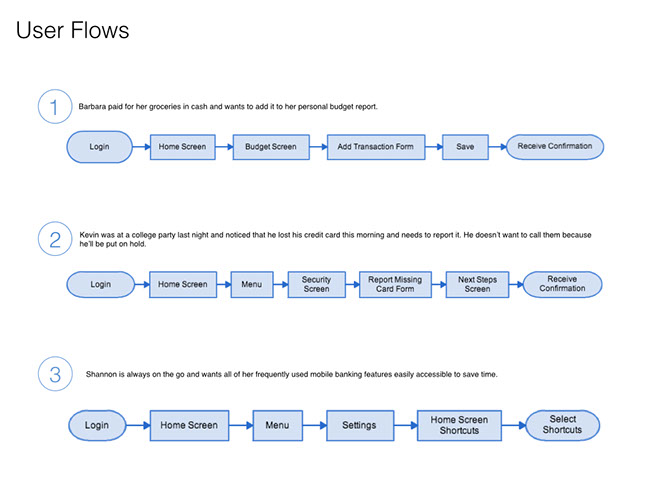 User Flows
1
Barbara paid for her groceries in cash and wants to add it to her personal budget report.
Login
Home Screen
Budget Screen
Add Transaction Form
Save
Receive Confirmation
2
Kevin was at a college party last night and noticed that he lost his credit card this morning and needs to report it. He doesn't want to call them because
he'll be put on hold.
Login
Home Screen
Menu
Security
Screen
Report Missing
Card Form
Next Steps
Screen
Receive
Confirmation
3
Shannon is always on the go and wants all of her frequently used mobile banking features easily accessible to save time.
Login
Home Screen
Menu
Settings
Home Screen
Shortcuts
Select
Shortcuts